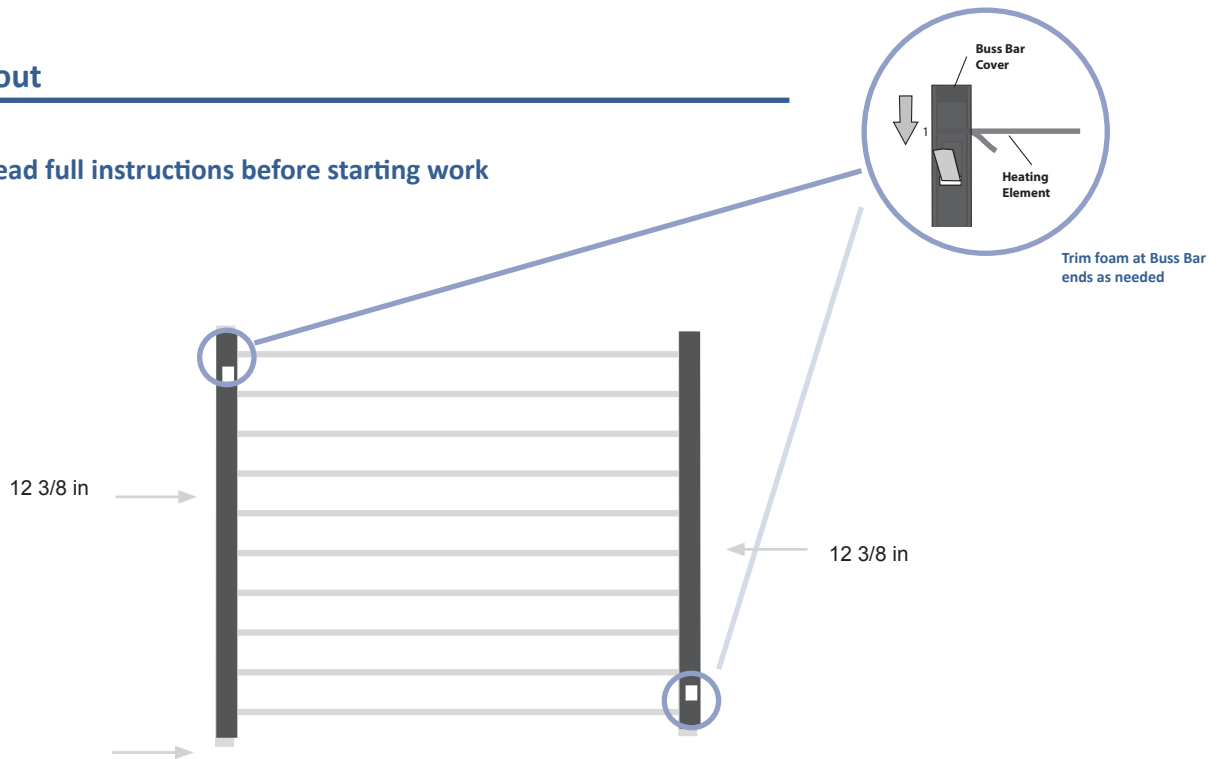 out
ead full instructions before starting work
Buss Bar
Cover
1
Heating
Element
Trim foam at Buss Bar
ends as needed
12 3/8 in
12 3/8 in